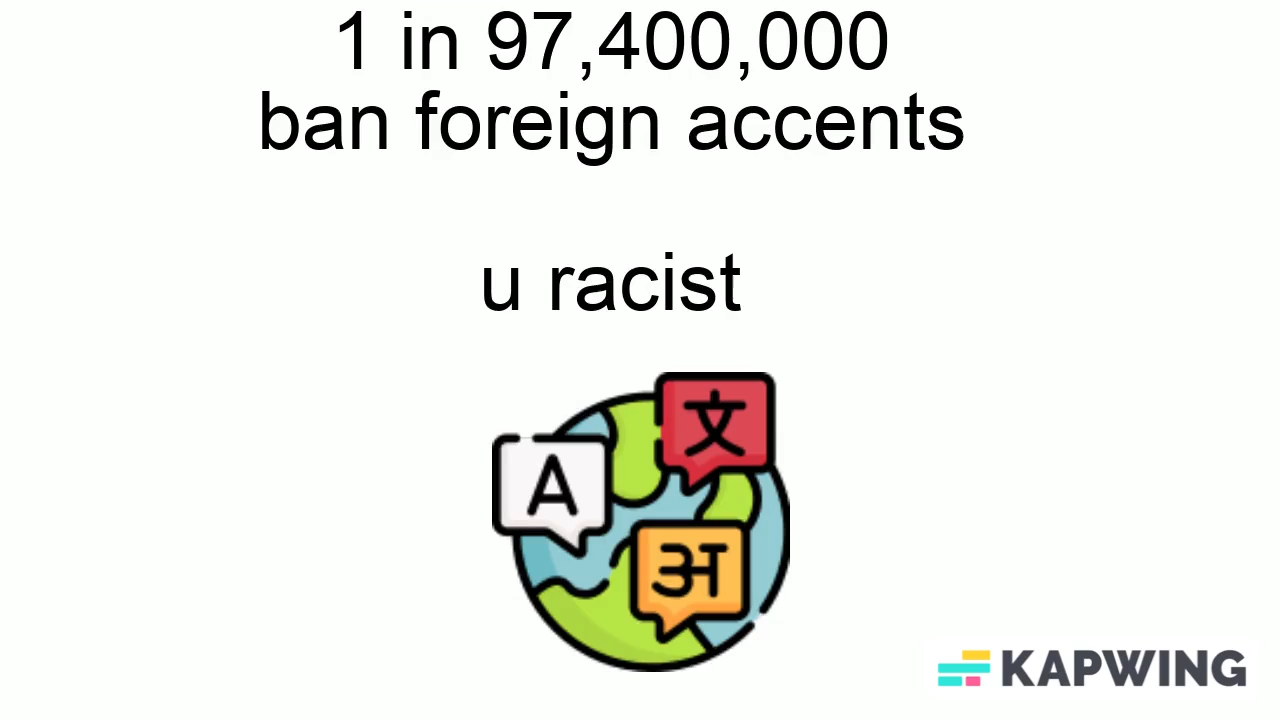 1 in 97,400,000
ban foreign accents
u racist
文
A
अ
KAPWING